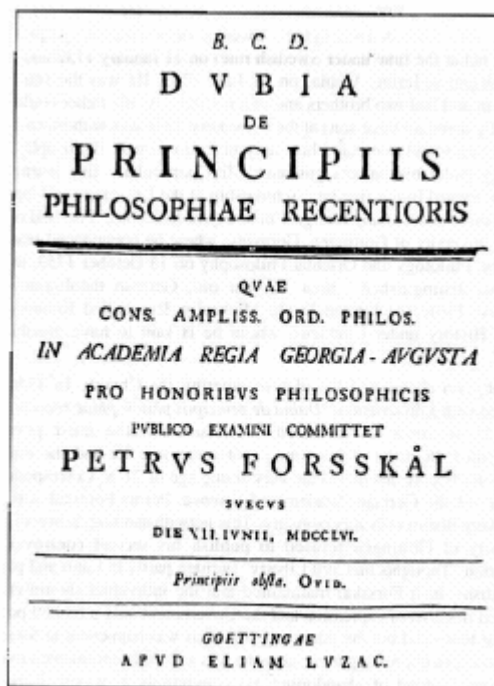 B. C. D.
DVBIA
DE
PRINCIPIIS
PHILOSOPHIAE RECENTIORIS
QVAE
CONS. AMPLISS. ORD. PHILOS.
IN ACADEMIA REGIA GEORGIA-AVGVSTA
PRO HONORIBVS PHILOSOPHICIS
PVBLICO EXAMINI COMMITTET
PETRVS FORSSKÅL
SVECVS
DIE XII. IVNII, MDCCLVI.
Principiis obsta. OVID.
GOETTINGAE
APVD ELIAM LVZAC.